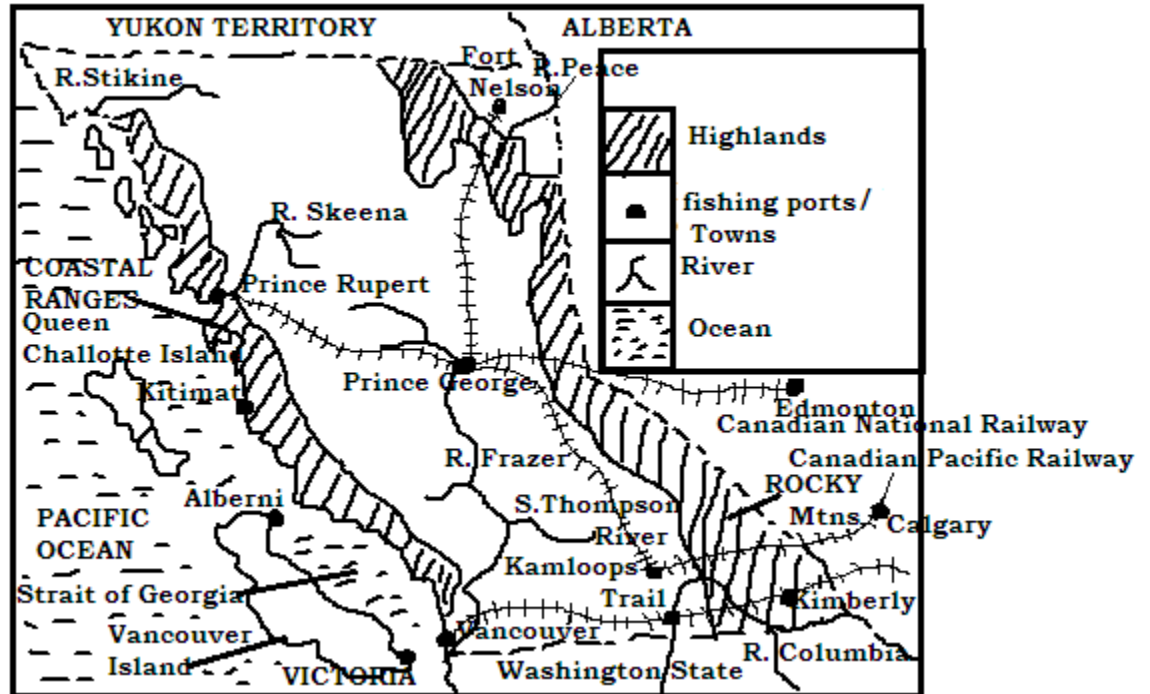 YUKON TERRITORY
ALBERTA
Fort
Nelson
R.Peace
R.Stikine
Highlands
fishing ports/
Towns
River
Ocean
R. Skeena
COASTAL
RANGES
Prince Rupert
Queen
Challotte Island
Kitimat
Prince George
Edmonton
Canadian National Railway
Canadian Pacific Railway
R. Frazer
ROCKY
Mtns
Calgary
Alberni
S.Thompson
River
PACIFIC
OCEAN
Kamloops
Strait of Georgia
Trail
Kimberly
Vancouver
Island
Vancouver
R. Columbia
VICTORIA
Washington State